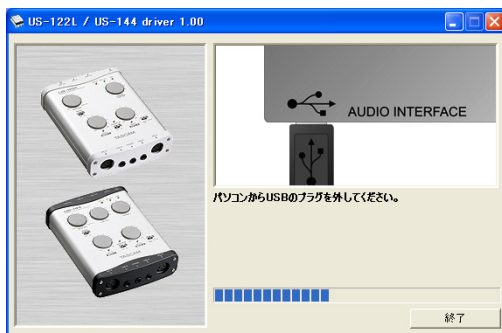 US-122L / US-144 driver 1.00
AUDIO INTERFACE
パソコンからUSBのプラグを外してください。
TASCAM
終了